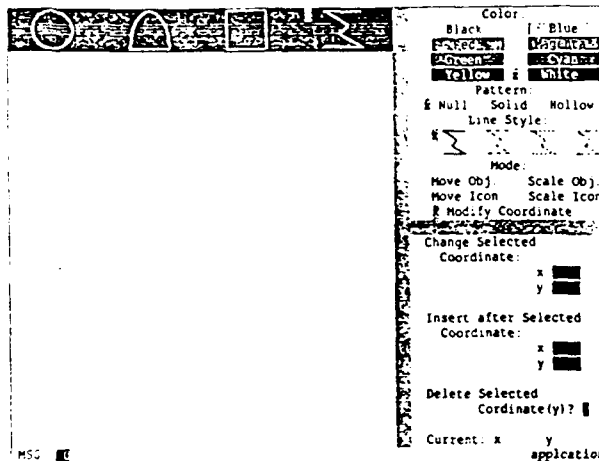 Color:
Black Blue
Red Magenta
Green Cyan
Yellow White
Pattern:
Null Solid Hollow
Line Style:
Mode:
Move Obj. Scale Obj.
Move Icon Scale Icon
Modify Coordinate
Change Selected
Coordinate:
x
y
Insert after Selected
Coordinate:
x
y
Delete Selected
Cordinate(y)?
Current: x y
MSG applcation